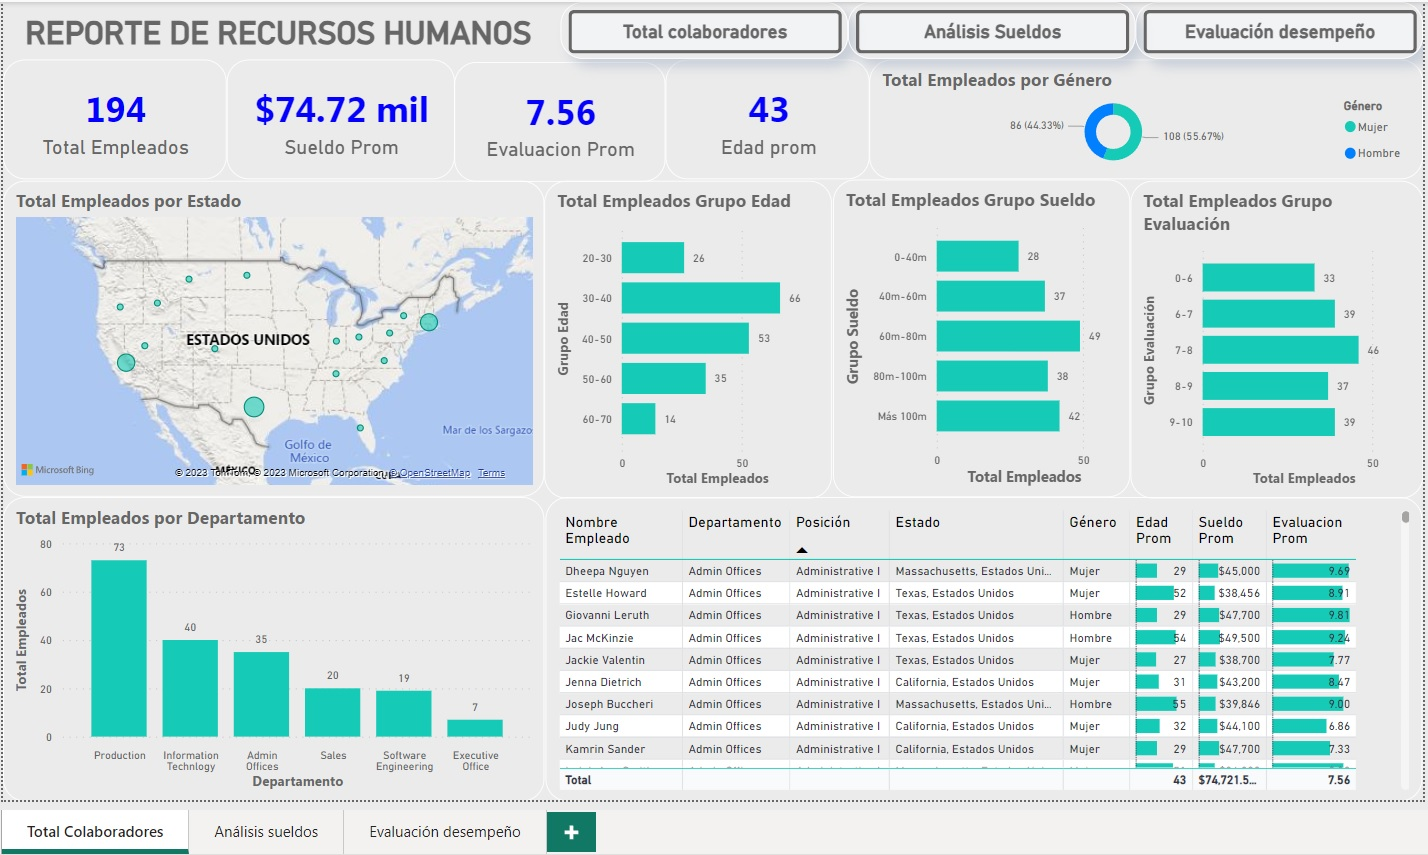 REPORTE DE RECURSOS HUMANOS
Total colaboradores
Análisis Sueldos
Evaluación desempeño
194
Total Empleados
$74.72 mil
Sueldo Prom
7.56
Evaluacion Prom
43
Edad prom
Total Empleados por Género
86 (44.33%)
108 (55.67%)
Género
Mujer
Hombre
Total Empleados por Estado
ESTADOS UNIDOS
Golfo de
México
Mar de los Sargazo
MÉXICO
Microsoft Bing
© 2023 TomTom, © 2023 Microsoft Corporation, © OpenStreetMap Terms
Total Empleados Grupo Edad
Grupo Edad
20-30 26
30-40 66
40-50 53
50-60 35
60-70 14
0 50
Total Empleados
Total Empleados Grupo Sueldo
Grupo Sueldo
0-40m 28
40m-60m 37
60m-80m 49
80m-100m 38
Más 100m 42
0 50
Total Empleados
Total Empleados Grupo
Evaluación
Grupo Evaluación
0-6 33
6-7 39
7-8 46
8-9 37
9-10 39
0 50
Total Empleados
Total Empleados por Departamento
Total Empleados
80
60
40
20
0
73
40
35
20
19
7
Production
Information
Technlogy
Admin
Offices
Sales
Software
Engineering
Executive
Office
Departamento
Nombre
Empleado
Departamento
Posición
Estado
Género
Edad
Prom
Sueldo
Prom
Evaluacion
Prom
Dheepa Nguyen Admin Offices Administrative I Massachusetts, Estados Uni... Mujer 29 $45,000 9.69
Estelle Howard Admin Offices Administrative I Texas, Estados Unidos Mujer 52 $38,456 8.91
Giovanni Leruth Admin Offices Administrative I Texas, Estados Unidos Hombre 29 $47,700 9.81
Jac McKinzie Admin Offices Administrative I Texas, Estados Unidos Hombre 54 $49,500 9.24
Jackie Valentin Admin Offices Administrative I Texas, Estados Unidos Mujer 27 $38,700 7.77
Jenna Dietrich Admin Offices Administrative I California, Estados Unidos Mujer 31 $43,200 8.47
Joseph Buccheri Admin Offices Administrative I Massachusetts, Estados Uni... Hombre 55 $39,846 9.00
Judy Jung Admin Offices Administrative I California, Estados Unidos Mujer 32 $44,100 6.86
Kamrin Sander Admin Offices Administrative I California, Estados Unidos Mujer 29 $47,700 7.33
Total 43 $74,721.5... 7.56
Total Colaboradores
Análisis sueldos
Evaluación desempeño
+